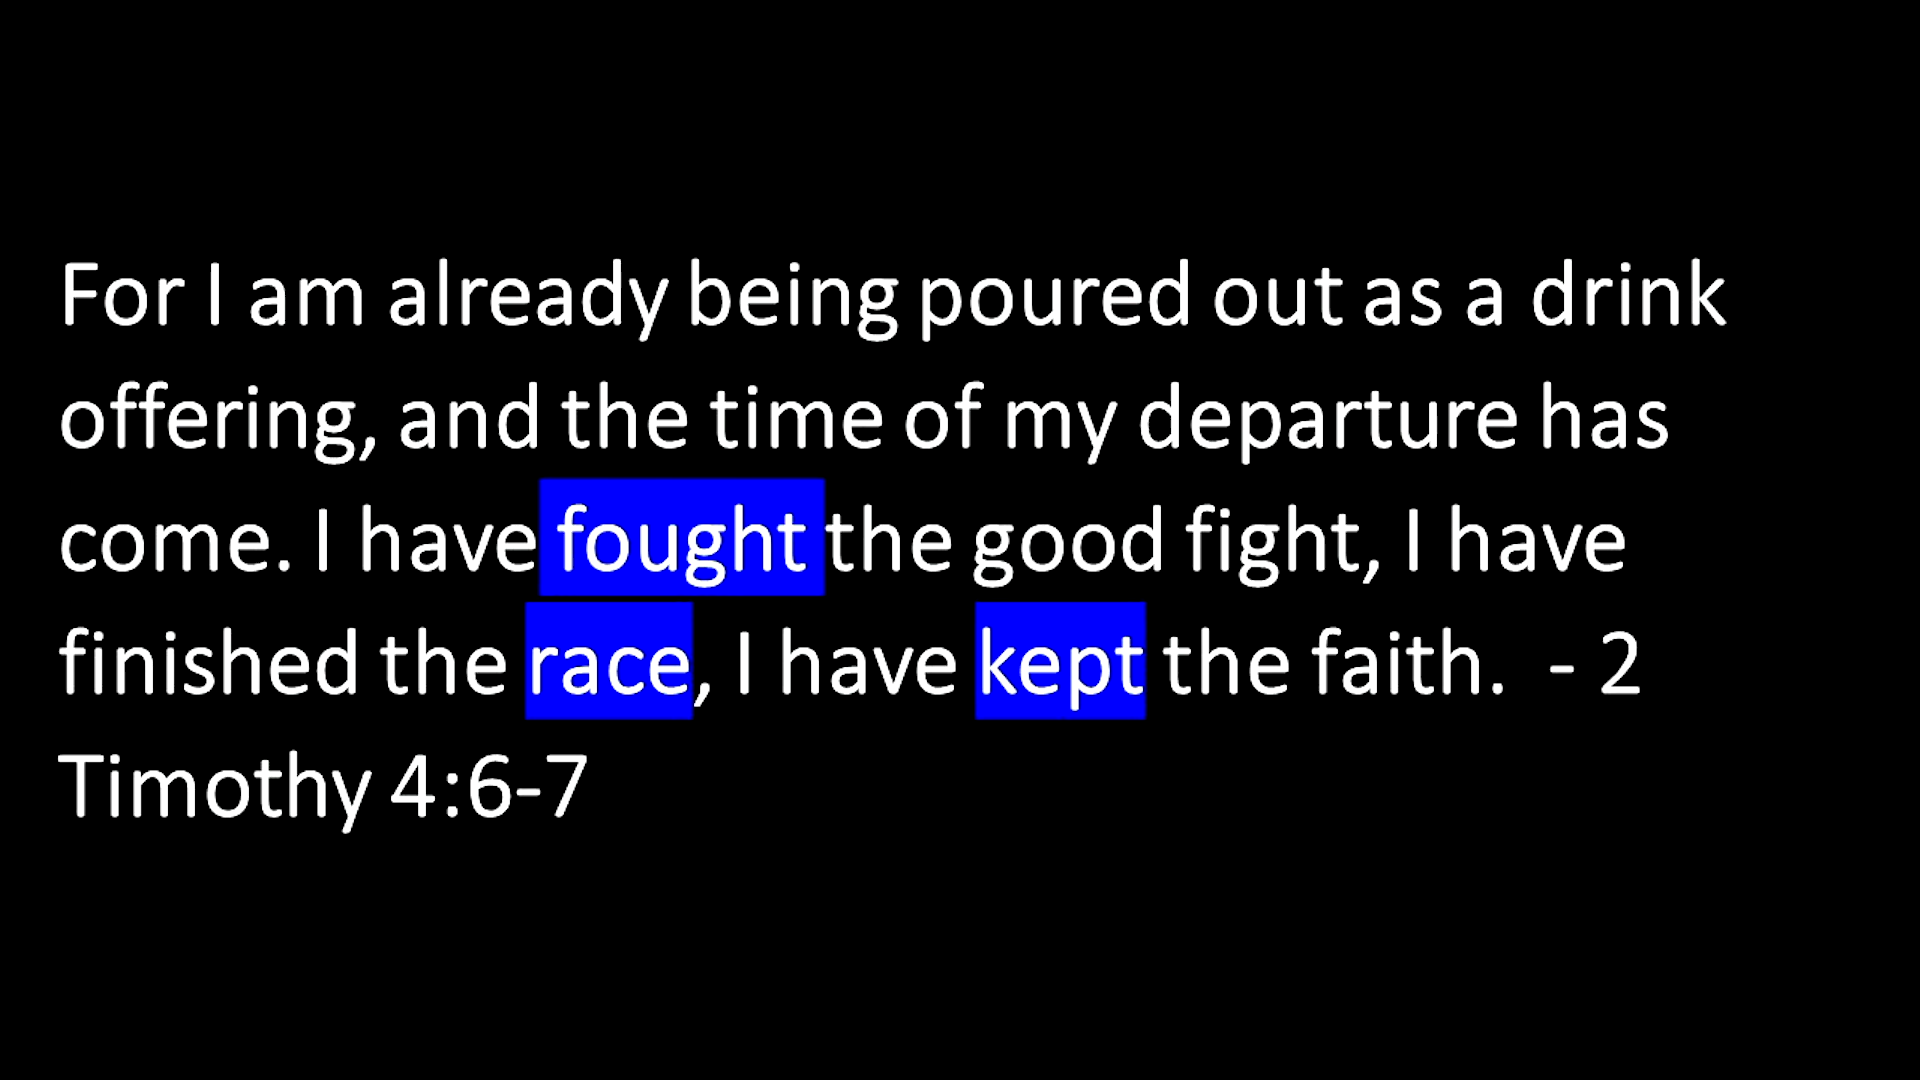 For I am already being poured out as a drink
offering, and the time of my departure has
come. I have fought the good fight, I have
finished the race, I have kept the faith.  - 2
Timothy 4:6-7